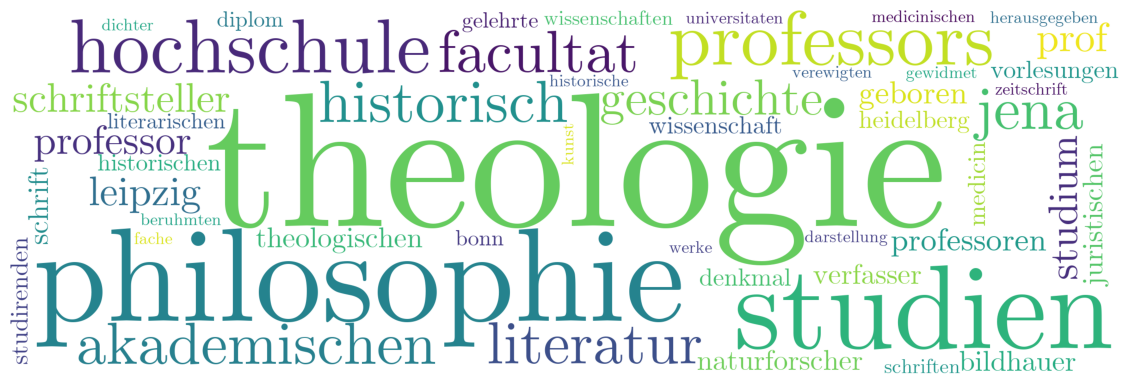 dichter
diplom
gelehrte
wissenschaften
universitaten
medicinischen
herausgegeben
hochschule
facultat
professors
prof
historische
verewigten
gewidmet
vorlesungen
schriftsteller
historisch
geschichte
geboren
zeitschrift
literarischen
theologie
wissenschaft
heidelberg
jena
professor
historischen
kunst
medicin
studium
juristischen
schrift
leipzig
beruhmten
fache
theologischen
bonn
werke
darstellung
professoren
studirenden
philosophie
denkmal
verfasser
studien
akademischen
literatur
naturforscher
schriften
bildhauer